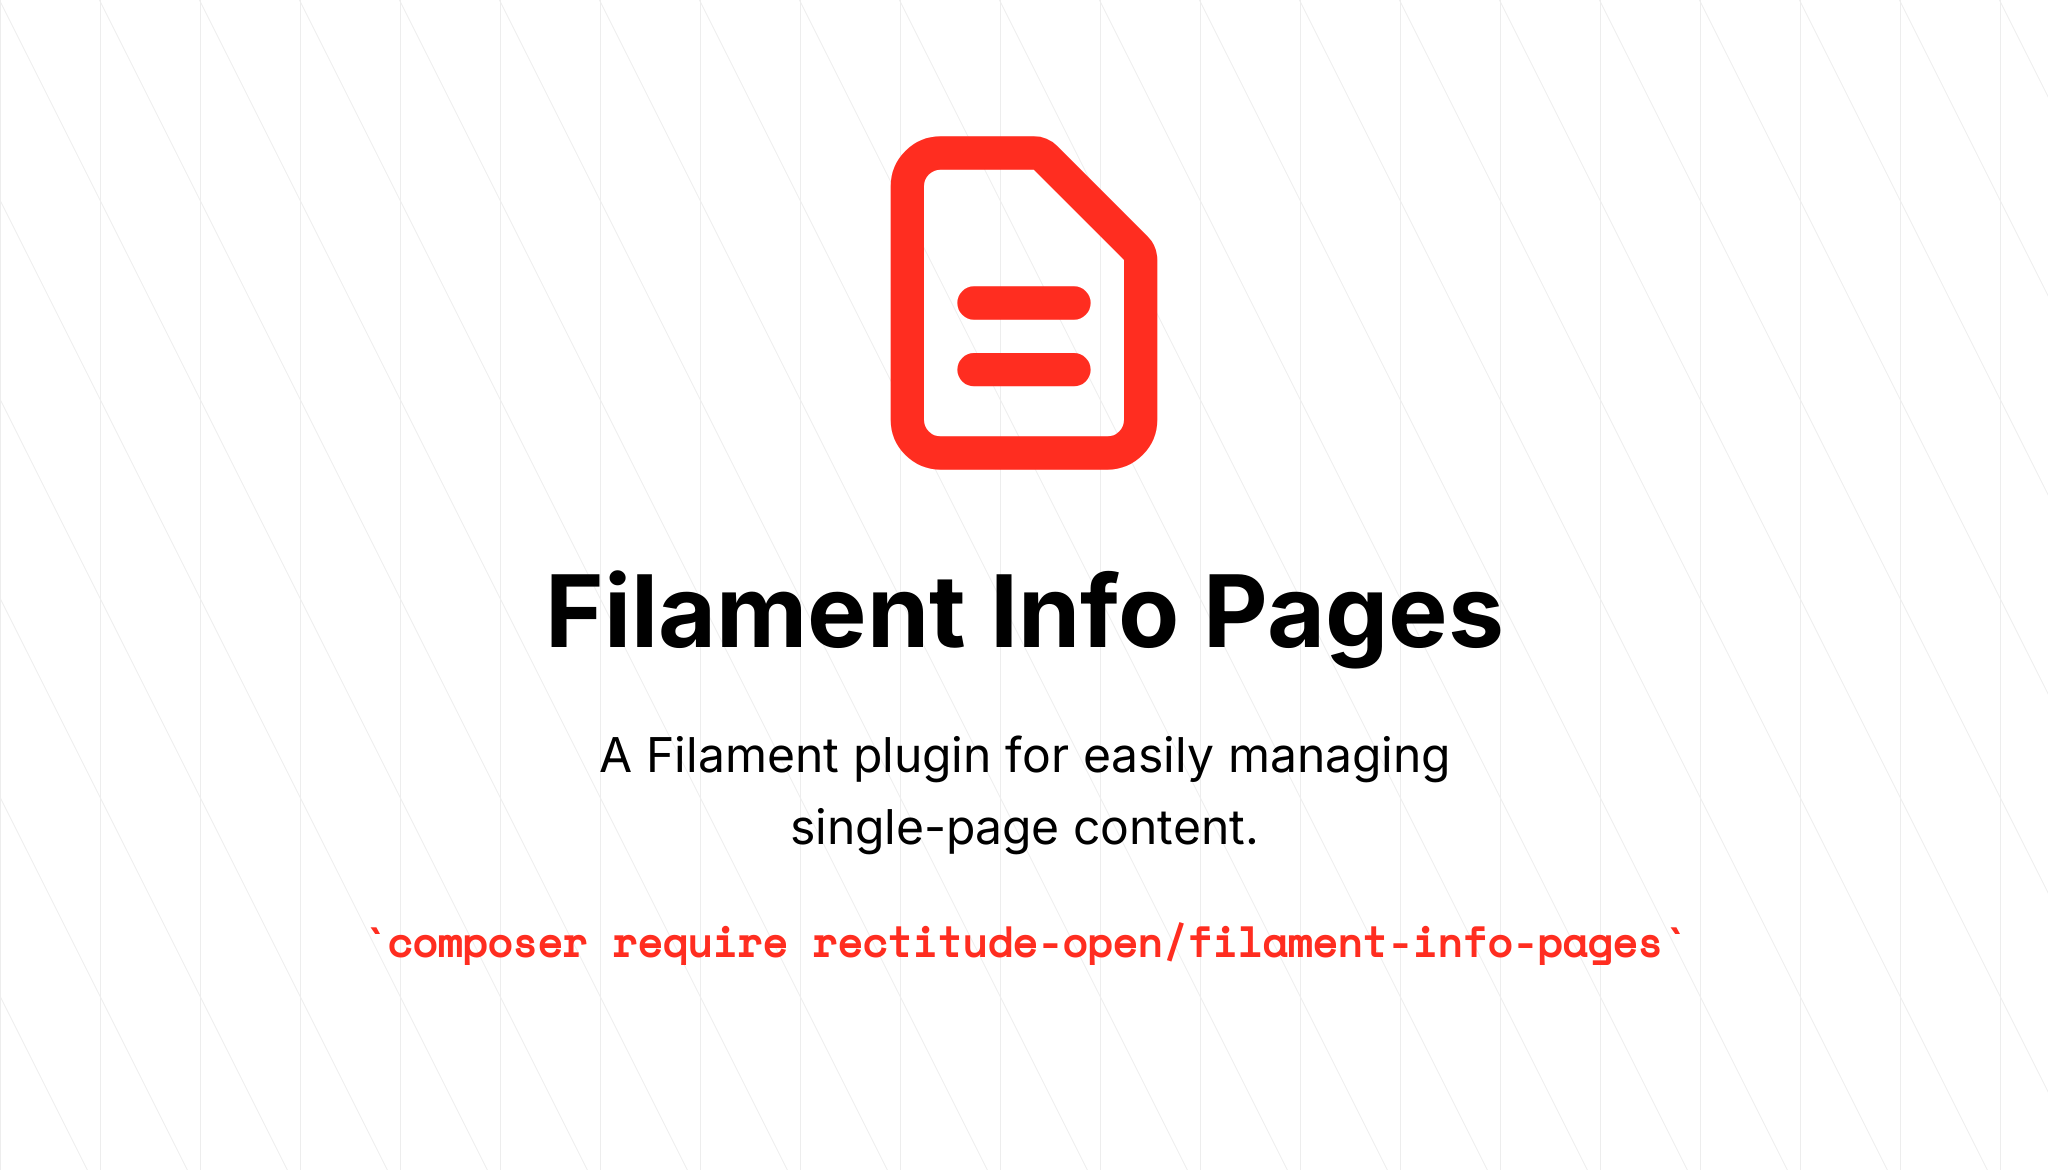 Filament Info Pages
A Filament plugin for easily managing
single-page content.
`composer require rectitude-open/filament-info-pages`